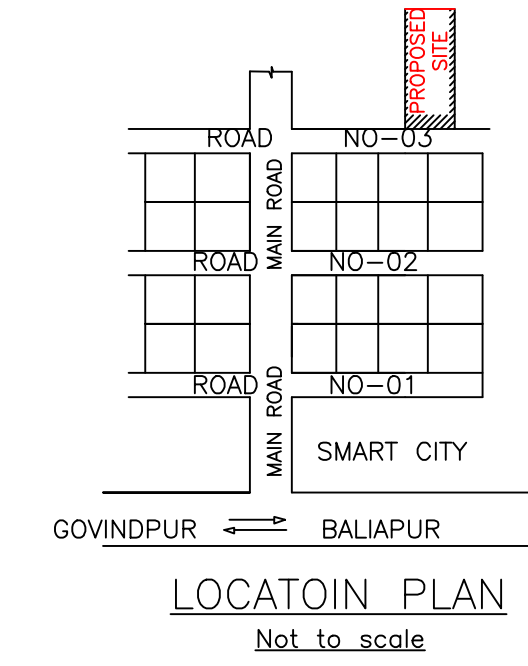 PROPOSED
SITE
ROAD NO-03
MAIN ROAD
ROAD NO-02
MAIN ROAD
ROAD NO-01
SMART CITY
GOVINDPUR BALIAPUR
LOCATOIN PLAN
Not to scale